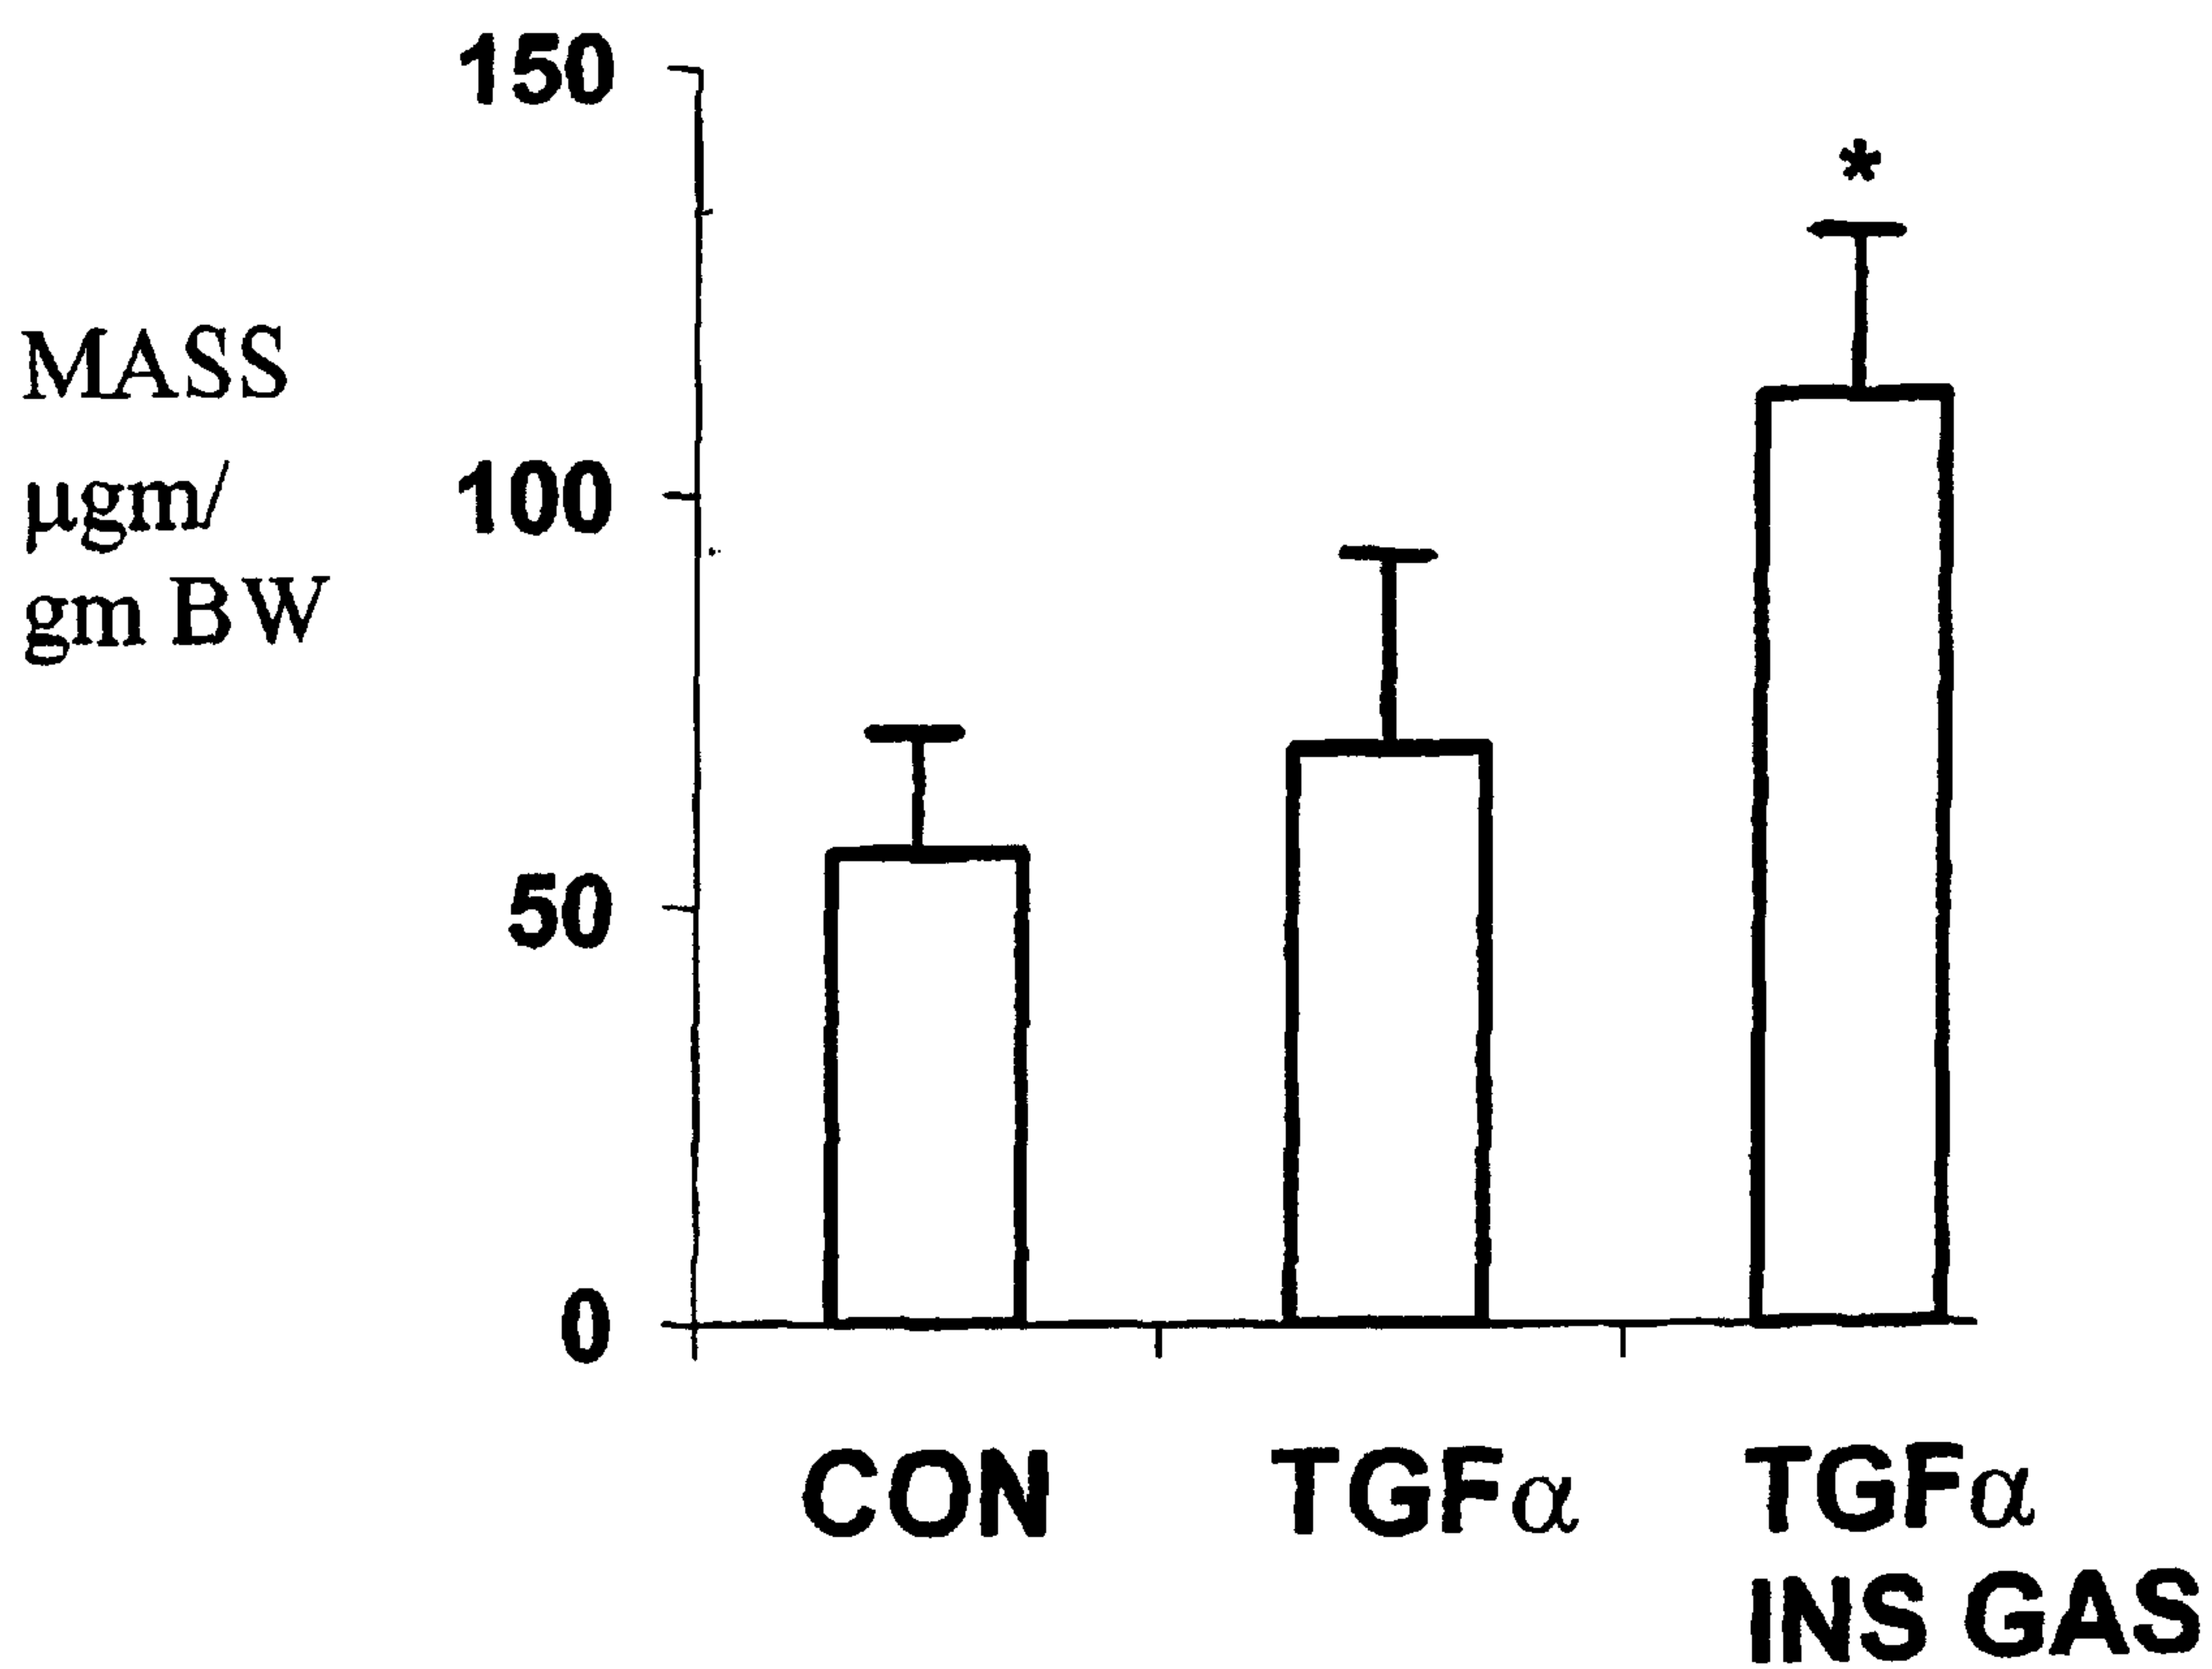 150
*
MASS
µgm/
100
gm BW
50
0
CON
TGFα
TGFα
INS GAS